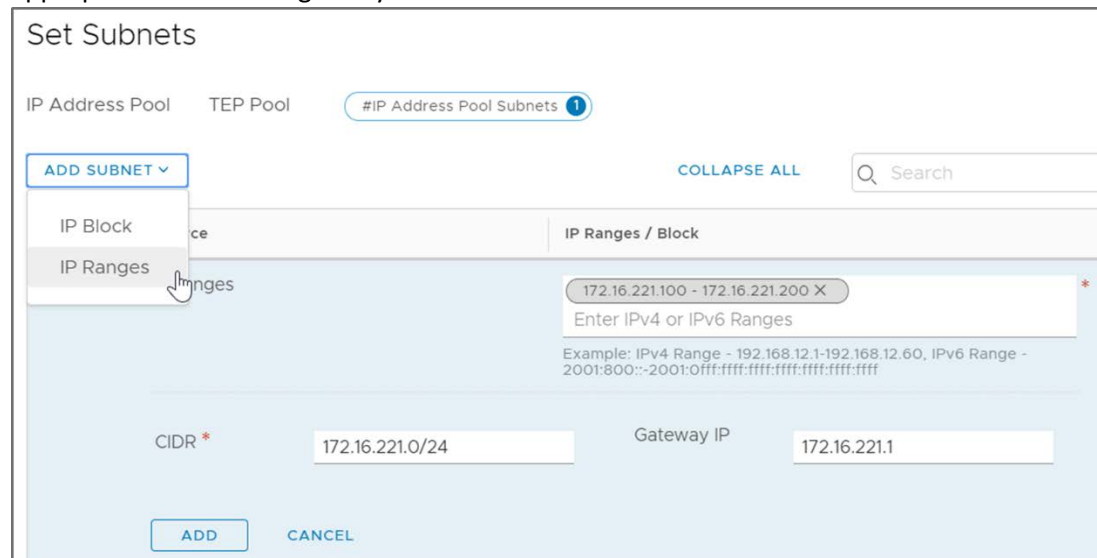 Set Subnets
IP Address Pool TEP Pool #IP Address Pool Subnets 1
ADD SUBNET COLLAPSE ALL Search
IP Block ce IP Ranges / Block
IP Ranges nges 172.16.221.100 - 172.16.221.200 X *
Enter IPv4 or IPv6 Ranges
Example: IPv4 Range - 192.168.12.1-192.168.12.60, IPv6 Range -
2001:800::-2001:0fff:ffff:ffff:ffff:ffff:ffff:ffff
CIDR * 172.16.221.0/24 Gateway IP 172.16.221.1
ADD CANCEL